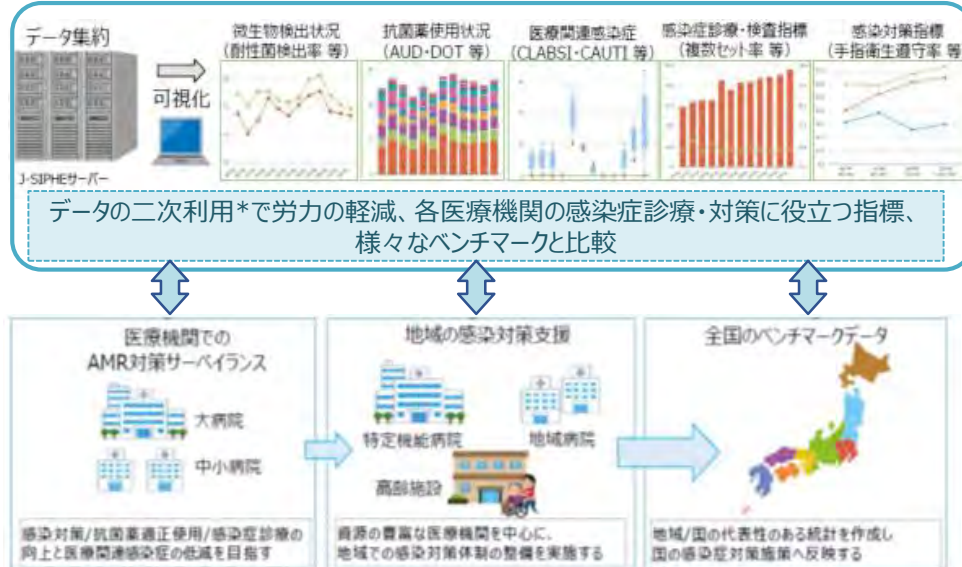 データ集約
可視化
J-SIPHEサーバー
微生物検出状況
(耐性菌検出率 等)
抗菌薬使用状況
(AUD・DOT 等)
医療関連感染症
(CLABSI・CAUTI 等)
感染症診療・検査指標
(複数セット率 等)
感染対策指標
(手指衛生遵守率 等)
データの二次利用*で労力の軽減、各医療機関の感染症診療・対策に役立つ指標、
様々なベンチマークと比較
医療機関での
AMR対策サーベイランス
大病院
中小病院
感染対策/抗菌薬適正使用/感染症診療の
向上と医療関連感染症の低減を目指す
地域の感染対策支援
特定機能病院
地域病院
高齢施設
資源の豊富な医療機関を中心に、
地域での感染対策体制の整備を実施する
全国のベンチマークデータ
地域/国の代表性のある統計を作成し
国の感染症対策施策へ反映する